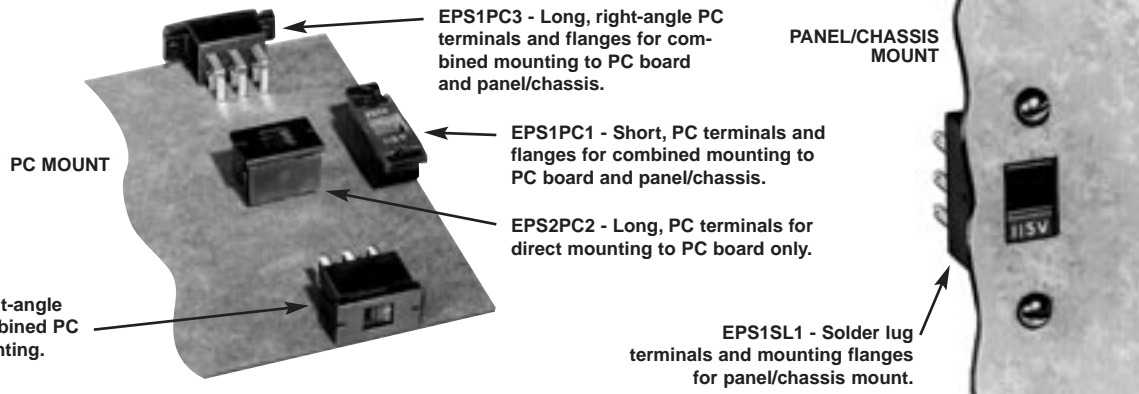 EPS1PC3 - Long, right-angle PC
terminals and flanges for com-
bined mounting to PC board
and panel/chassis.
PANEL/CHASSIS
MOUNT
EPS1PC1 - Short, PC terminals and
flanges for combined mounting to
PC board and panel/chassis.
PC MOUNT
EPS2PC2 - Long, PC terminals for
direct mounting to PC board only.
115V
t-angle
bined PC
nting.
EPS1SL1 - Solder lug
terminals and mounting flanges
for panel/chassis mount.